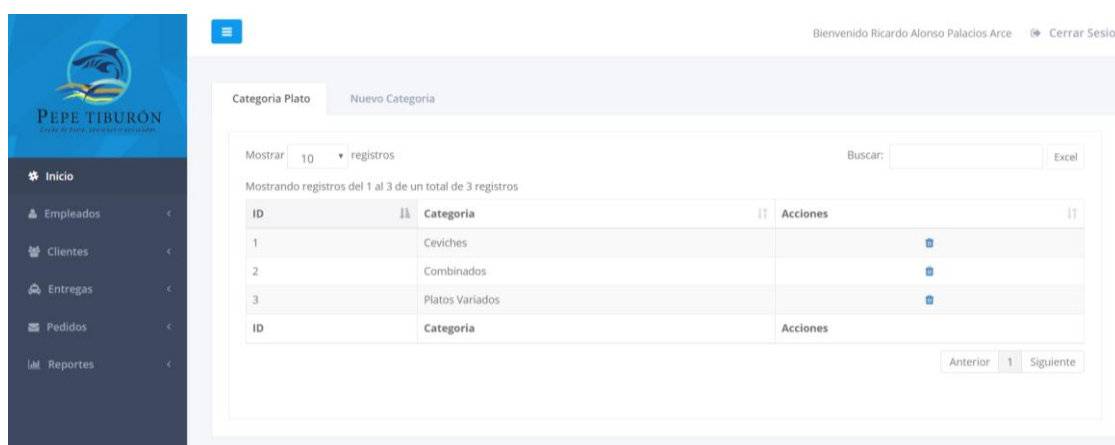 Bienvenido Ricardo Alonso Palacios Arce Cerrar Sesio
PEPE TIBURÓN
Inicio
Empleados
Clientes
Entregas
Pedidos
Reportes
Categoria Plato Nuevo Categoria
Mostrar 10 registros Buscar: Excel
Mostrando registros del 1 al 3 de un total de 3 registros
ID Categoria Acciones
1 Ceviches
2 Combinados
3 Platos Variados
ID Categoria Acciones
Anterior 1 Siguiente